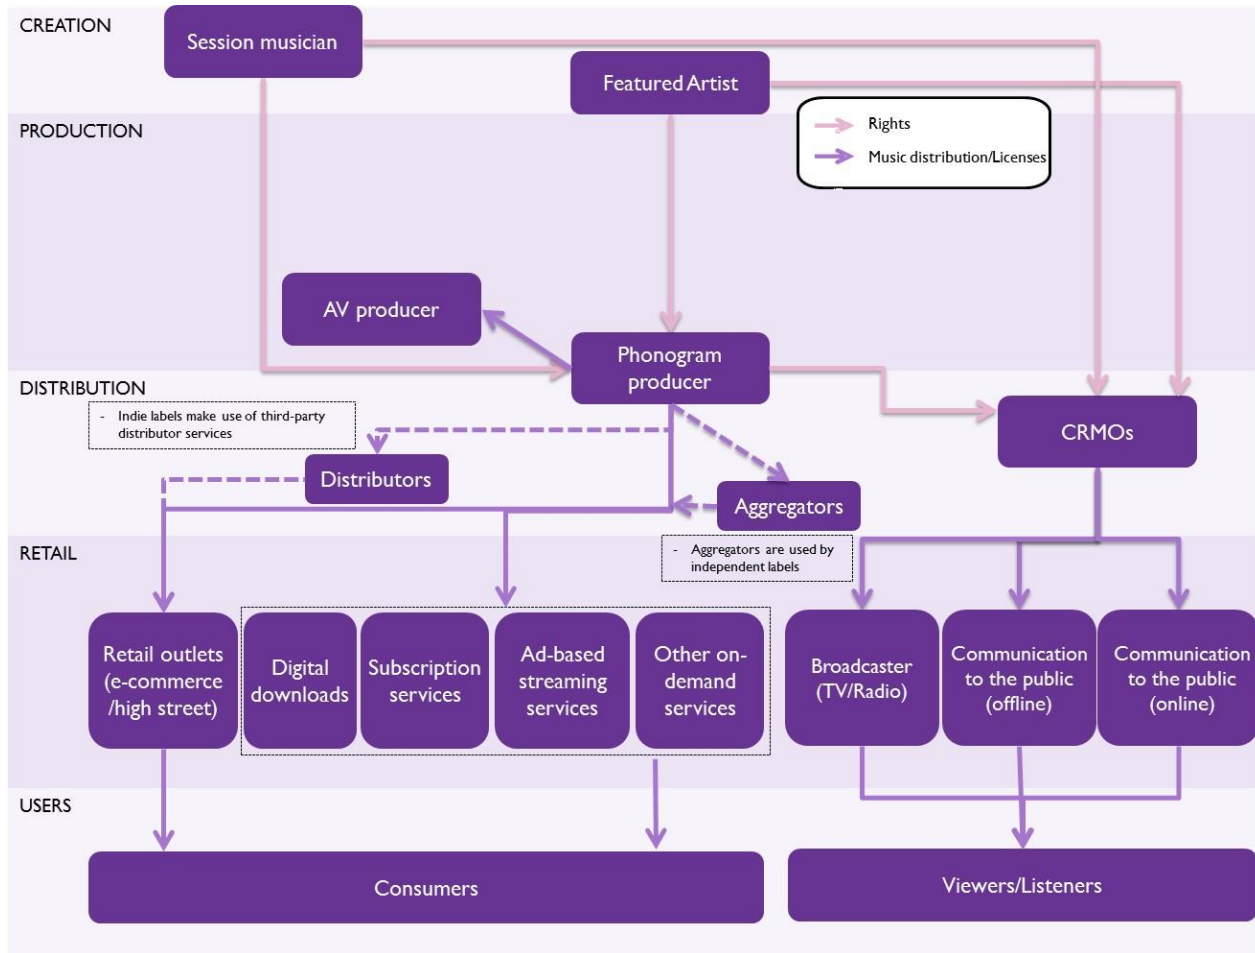 CREATION
Session musician
Featured Artist
Rights
Music distribution/Licenses
PRODUCTION
AV producer
Phonogram
producer
DISTRIBUTION
- Indie labels make use of third-party
distributor services
CRMOs
Distributors
Aggregators
RETAIL
- Aggregators are used by
independent labels
Retail outlets
(e-commerce
/high street)
Digital
downloads
Subscription
services
Ad-based
streaming
services
Other on-
demand
services
Broadcaster
(TV/Radio)
Communication
to the public
(offline)
Communication
to the public
(online)
USERS
Consumers
Viewers/Listeners